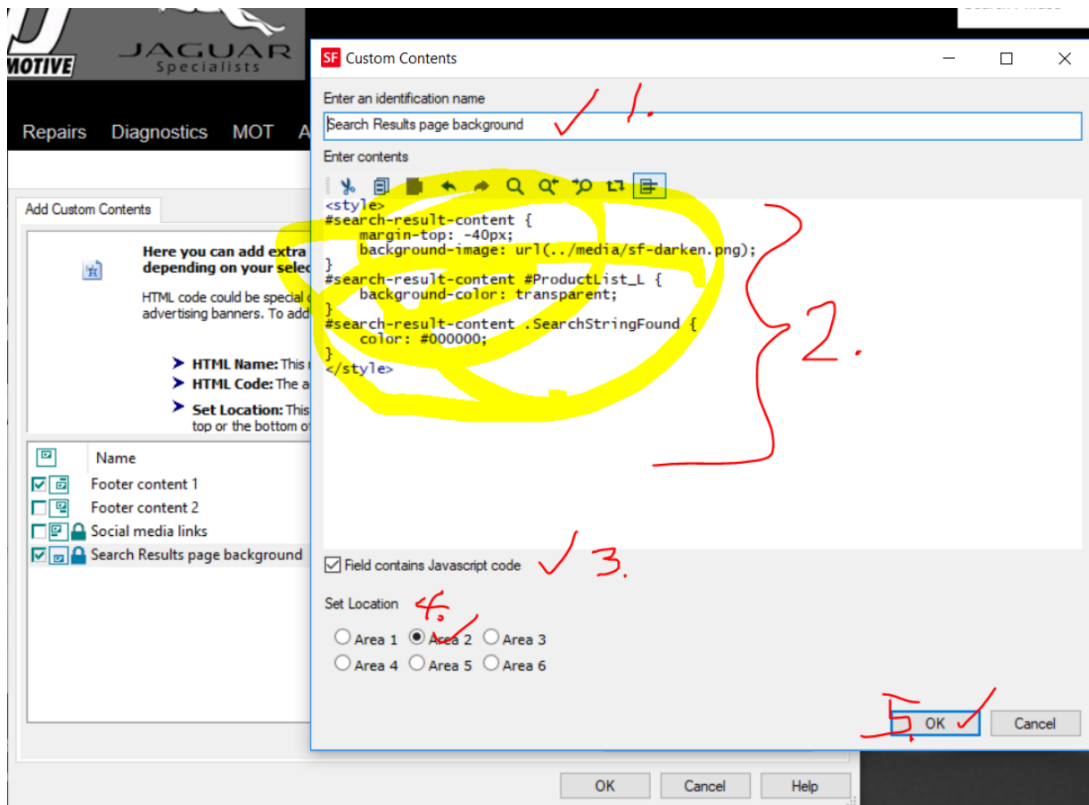 MOTIVE
JAGUAR
Specialists
Repairs Diagnostics MOT A
SF Custom Contents
Enter an identification name
Search Results page background
1.
Enter contents
<style>
#search-result-content {
    margin-top: -40px;
    background-image: url(../media/sf-darken.png);
}
#search-result-content #ProductList_L {
    background-color: transparent;
}
#search-result-content .SearchStringFound {
    color: #000000;
}
</style>
2.
Field contains Javascript code
3.
Set Location
4.
Area 1 Area 2 Area 3
Area 4 Area 5 Area 6
5.
OK Cancel
Add Custom Contents
Here you can add extra
depending on your selec
HTML code could be special
advertising banners. To add
HTML Name: This
HTML Code: The a
Set Location: This
top or the bottom o
Name
Footer content 1
Footer content 2
Social media links
Search Results page background
OK Cancel Help